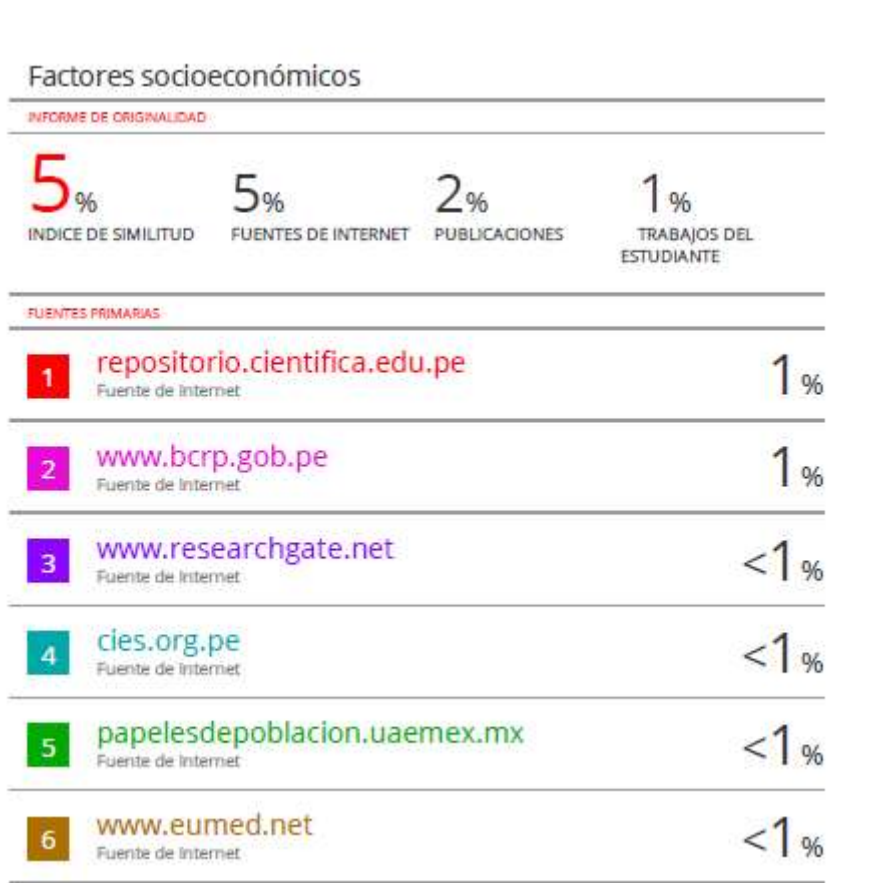 Factores socioeconómicos
INFORME DE ORIGINALIDAD
5% 5% 2% 1%
INDICE DE SIMILITUD FUENTES DE INTERNET PUBLICACIONES TRABAJOS DEL
ESTUDIANTE
FUENTES PRIMARIAS
1 repositorio.cientifica.edu.pe 1%
Fuente de Internet
2 www.bcrp.gob.pe 1%
Fuente de Internet
3 www.researchgate.net <1%
Fuente de Internet
4 cies.org.pe <1%
Fuente de Internet
5 papelesdepoblacion.uaemex.mx <1%
Fuente de Internet
6 www.eumed.net <1%
Fuente de Internet